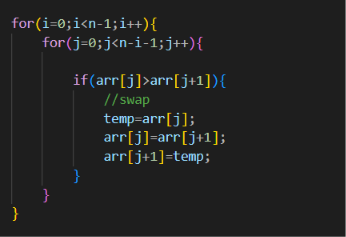 for(i=0;i<n-1;i++){
    for(j=0;j<n-i-1;j++){
        if(arr[j]>arr[j+1]){
            //swap
            temp=arr[j];
            arr[j]=arr[j+1];
            arr[j+1]=temp;
        }
    }
}